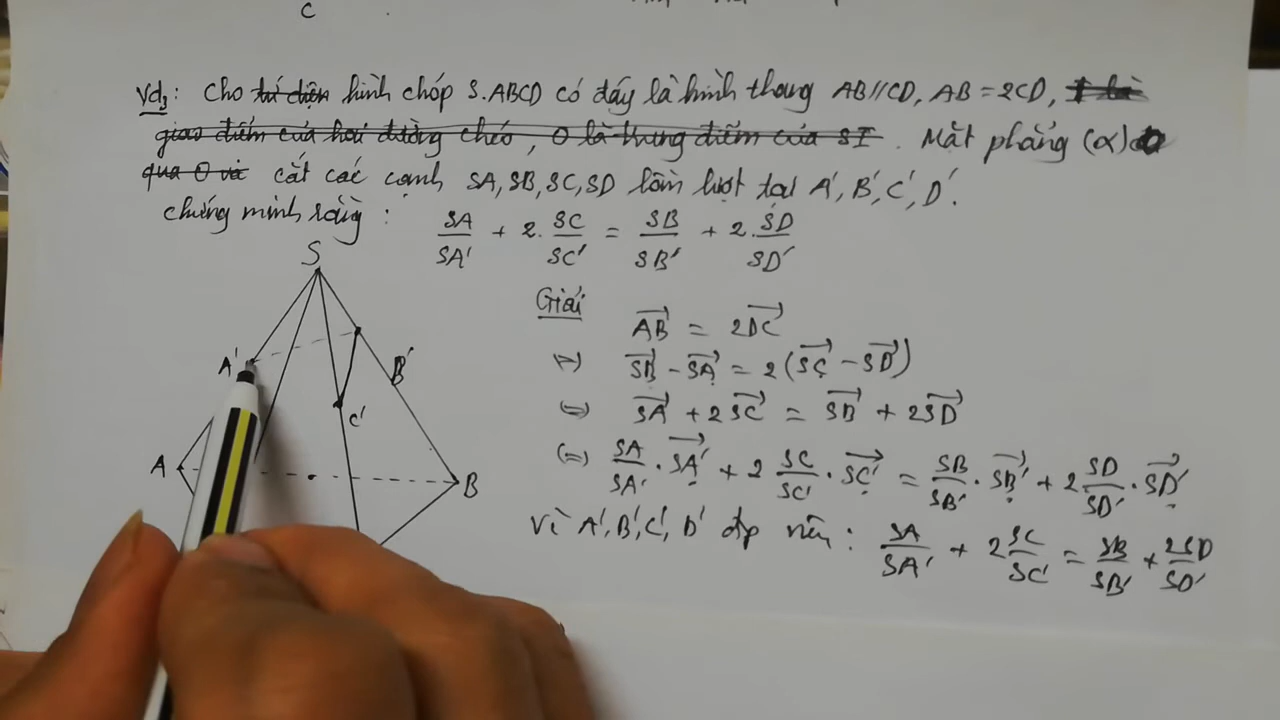 C
Vd3: Cho tứ diện hình chóp S.ABCD có đáy là hình thang AB//CD, AB = 2CD, I là
giao điểm của hai đường chéo, O là trung điểm của SI. Mặt phẳng (α)
qua O và cắt các cạnh SA, SB, SC, SD lần lượt tại A', B', C', D'.
chứng minh rằng: SA/SA' + 2.SC/SC' = SB/SB' + 2.SD/SD'
S
Giải
AB→ = 2DC→
(=) SB→ - SA→ = 2(SC→ - SD→)
(=) SA→ + 2SC→ = SB→ + 2SD→
(=) SA/SA' . SA'→ + 2 SC/SC' . SC'→ = SB/SB' . SB'→ + 2 SD/SD' . SD'→
Vì A', B', C', D' đp nên: SA/SA' + 2 SC/SC' = SB/SB' + 2SD/SD'
A'
B'
C'
A
B